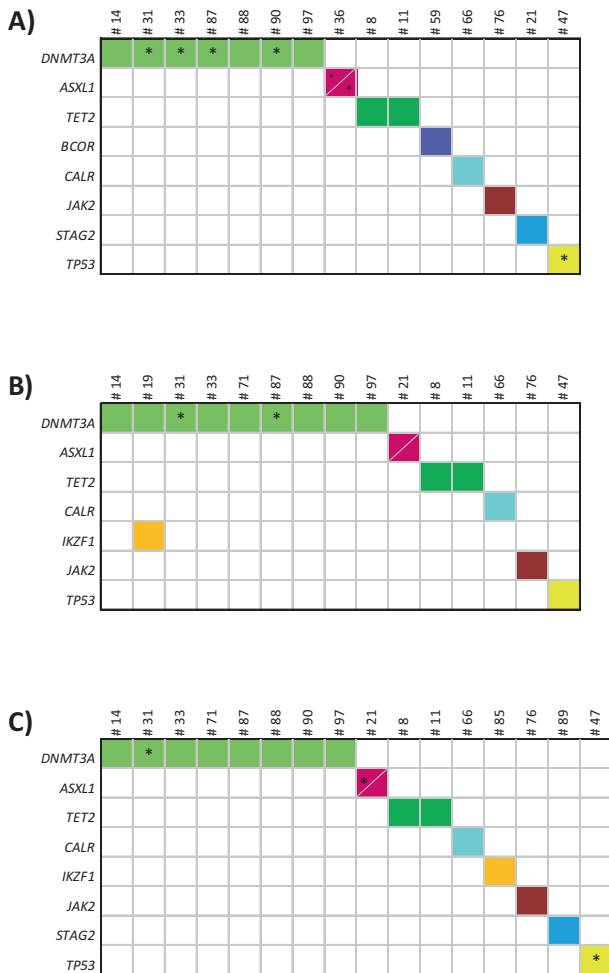 A)
# 14 # 31 # 33 # 87 # 88 # 90 # 97 # 36 # 8 # 11 # 59 # 66 # 76 # 21 # 47
DNMT3A * * * *
ASXL1 * *
TET2
BCOR
CALR
JAK2
STAG2
TP53 *
B)
# 14 # 19 # 31 # 33 # 71 # 87 # 88 # 90 # 97 # 21 # 8 # 11 # 66 # 76 # 47
DNMT3A * *
ASXL1
TET2
CALR
IKZF1
JAK2
TP53
C)
# 14 # 31 # 33 # 71 # 87 # 88 # 90 # 97 # 21 # 8 # 11 # 66 # 85 # 76 # 89 # 47
DNMT3A *
ASXL1 *
TET2
CALR
IKZF1
JAK2
STAG2
TP53 *